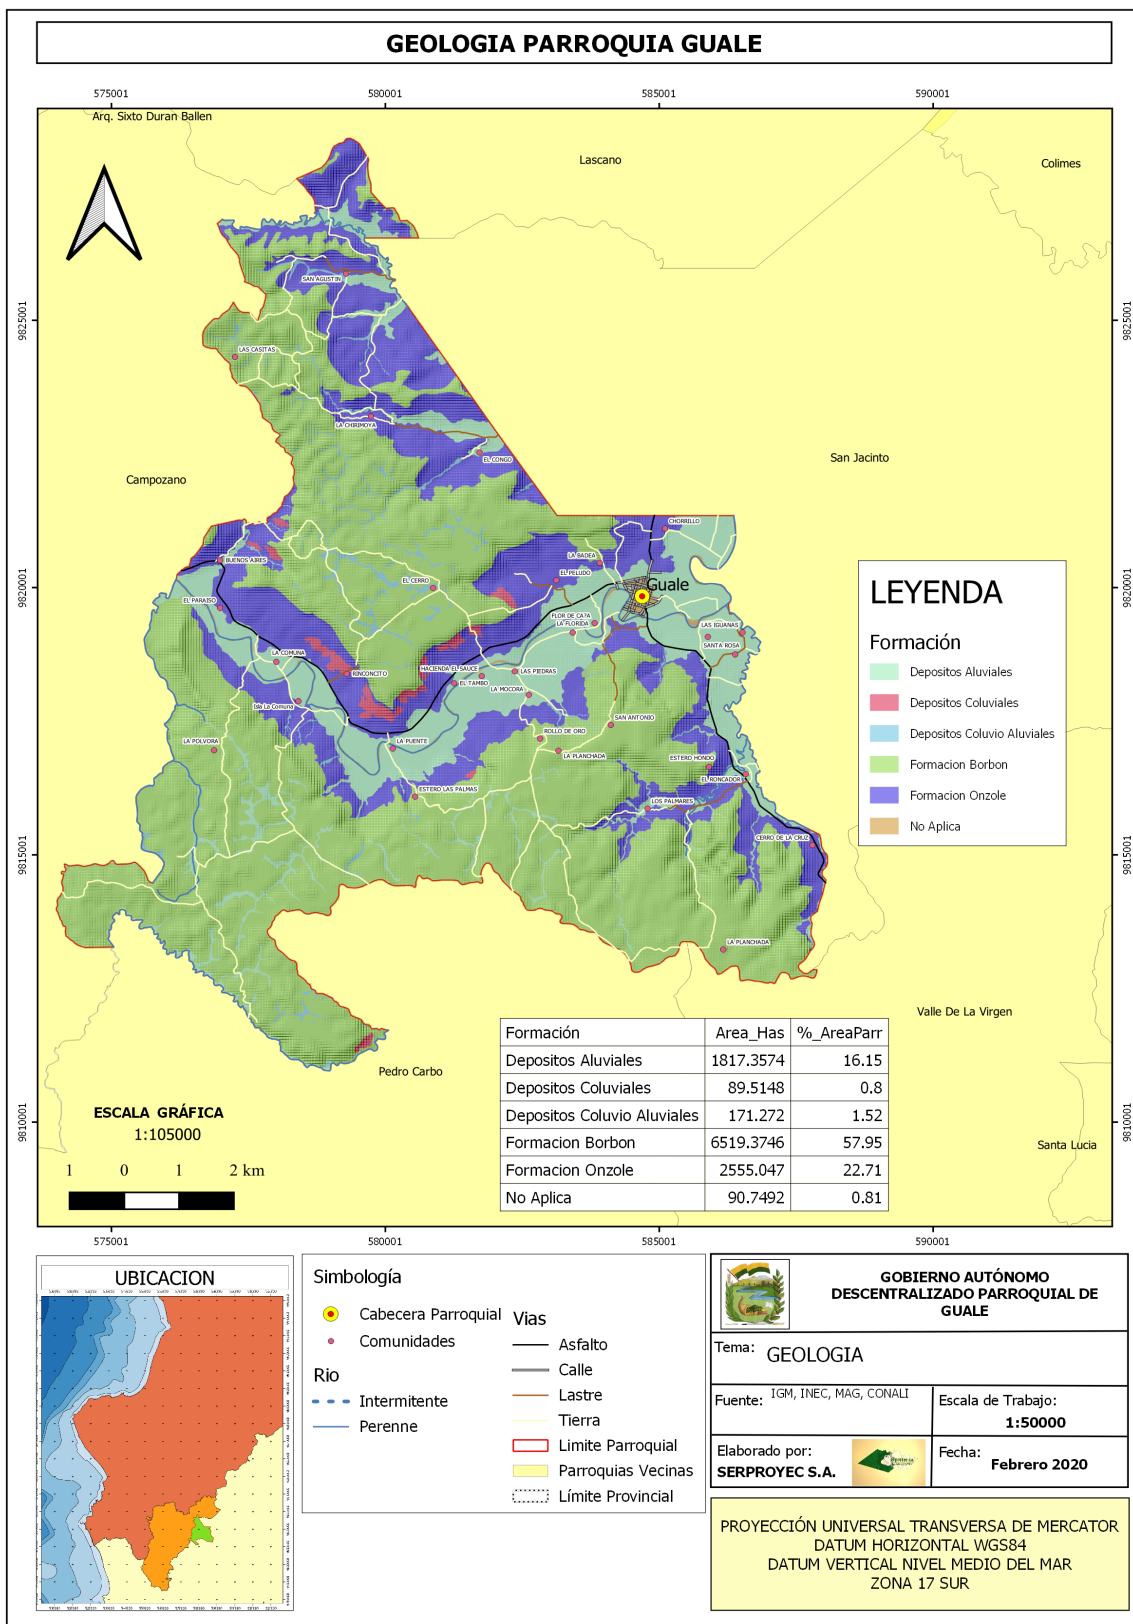 GEOLOGIA PARROQUIA GUALE
575001 580001 585001 590001
Arq. Sixto Duran Ballen
Lascano
Colimes
SAN AGUSTIN
9825001
9825001
LAS CASITAS
LA CHIRIMOYA
EL CONGO
San Jacinto
Campozano
CHORRILLO
LA BADEA
BUENOS AIRES
EL PELUDO
EL CERRO
Guale
9820001
9820001
EL PARAISO
FLOR DE CA?A
LA FLORIDA
LAS IGUANAS
SANTA ROSA
LA COMUNA
HACIENDA EL SAUCE
LAS PIEDRAS
RINCONCITO
EL TAMBO
LA MOCORA
Isla La Comuna
SAN ANTONIO
ROLLO DE ORO
LA POLVORA
LA PUENTE
LA PLANCHADA
ESTERO HONDO
EL RONCADOR
ESTERO LAS PALMAS
LOS PALMARES
CERRO DE LA CRUZ
9815001
9815001
LA PLANCHADA
Valle De La Virgen
Pedro Carbo
Santa Lucia
9810001
9810001
LEYENDA
Formación
Depositos Aluviales
Depositos Coluviales
Depositos Coluvio Aluviales
Formacion Borbon
Formacion Onzole
No Aplica
Formación Area_Has %_AreaParr
Depositos Aluviales 1817.3574 16.15
Depositos Coluviales 89.5148 0.8
Depositos Coluvio Aluviales 171.272 1.52
Formacion Borbon 6519.3746 57.95
Formacion Onzole 2555.047 22.71
No Aplica 90.7492 0.81
ESCALA GRÁFICA
1:105000
1 0 1 2 km
575001 580001 585001 590001
UBICACION
Simbología
Cabecera Parroquial
Comunidades
Rio
Intermitente
Perenne
Vias
Asfalto
Calle
Lastre
Tierra
Limite Parroquial
Parroquias Vecinas
Límite Provincial
GOBIERNO AUTÓNOMO
DESCENTRALIZADO PARROQUIAL DE
GUALE
Tema: GEOLOGIA
Fuente: IGM, INEC, MAG, CONALI
Escala de Trabajo:
1:50000
Elaborado por:
SERPROYEC S.A.
Fecha: Febrero 2020
PROYECCIÓN UNIVERSAL TRANSVERSA DE MERCATOR
DATUM HORIZONTAL WGS84
DATUM VERTICAL NIVEL MEDIO DEL MAR
ZONA 17 SUR